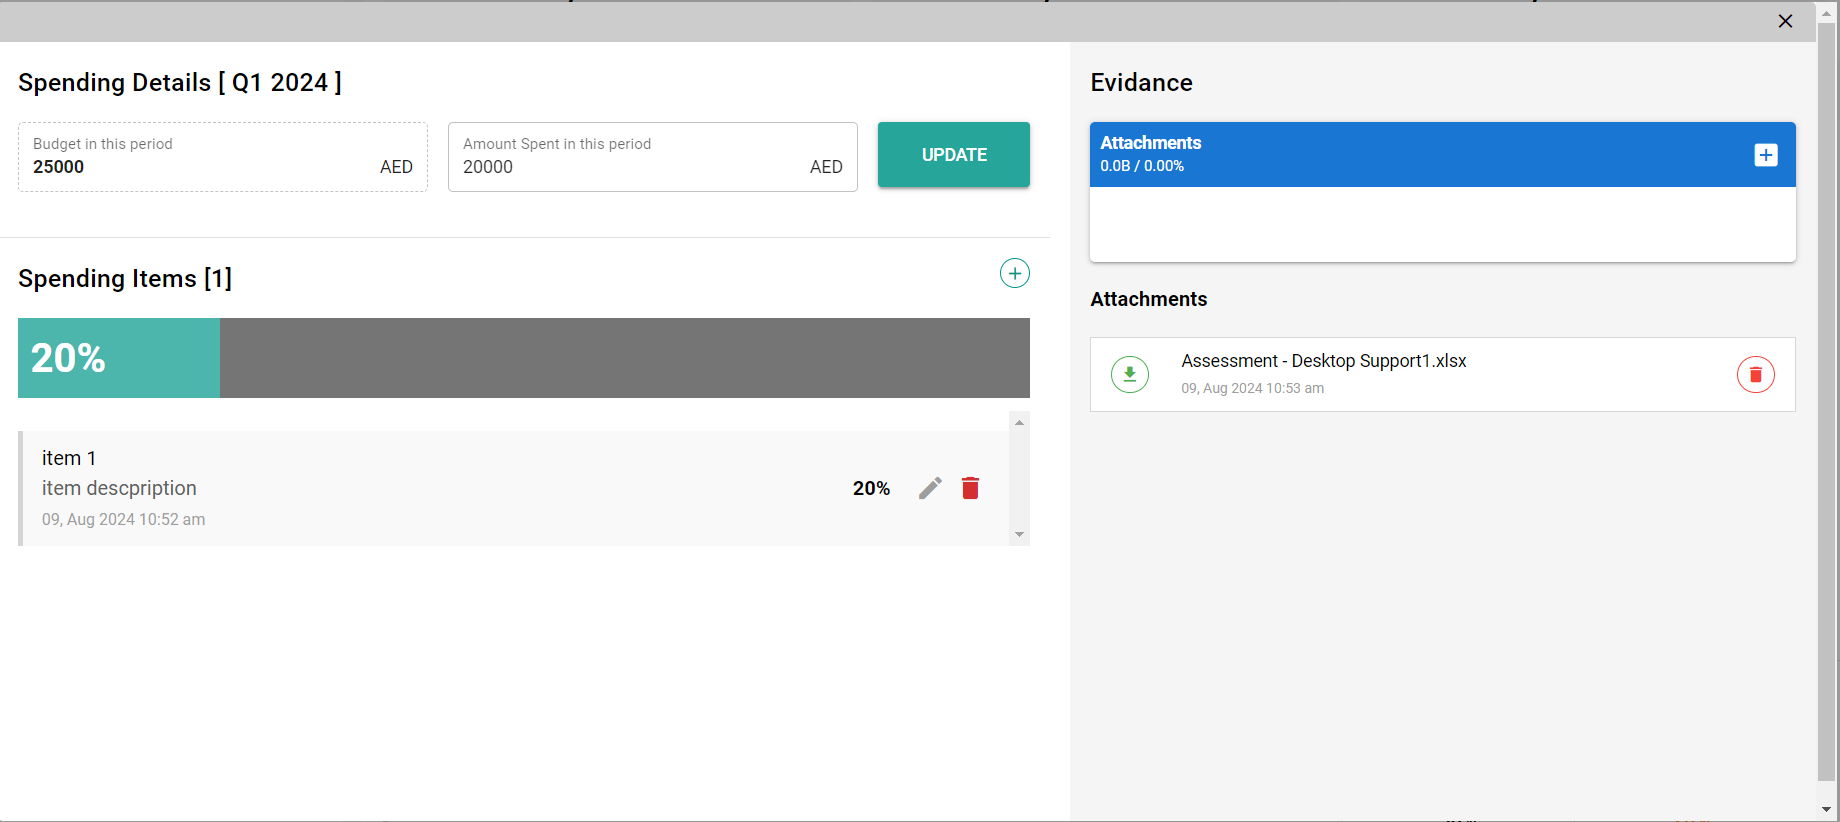 Spending Details [ Q1 2024 ]
Budget in this period
25000 AED
Amount Spent in this period
20000 AED
UPDATE
Spending Items [1]
20%
item 1
item descpription
09, Aug 2024 10:52 am
20%
Evidance
Attachments
0.0B / 0.00%
Attachments
Assessment - Desktop Support1.xlsx
09, Aug 2024 10:53 am